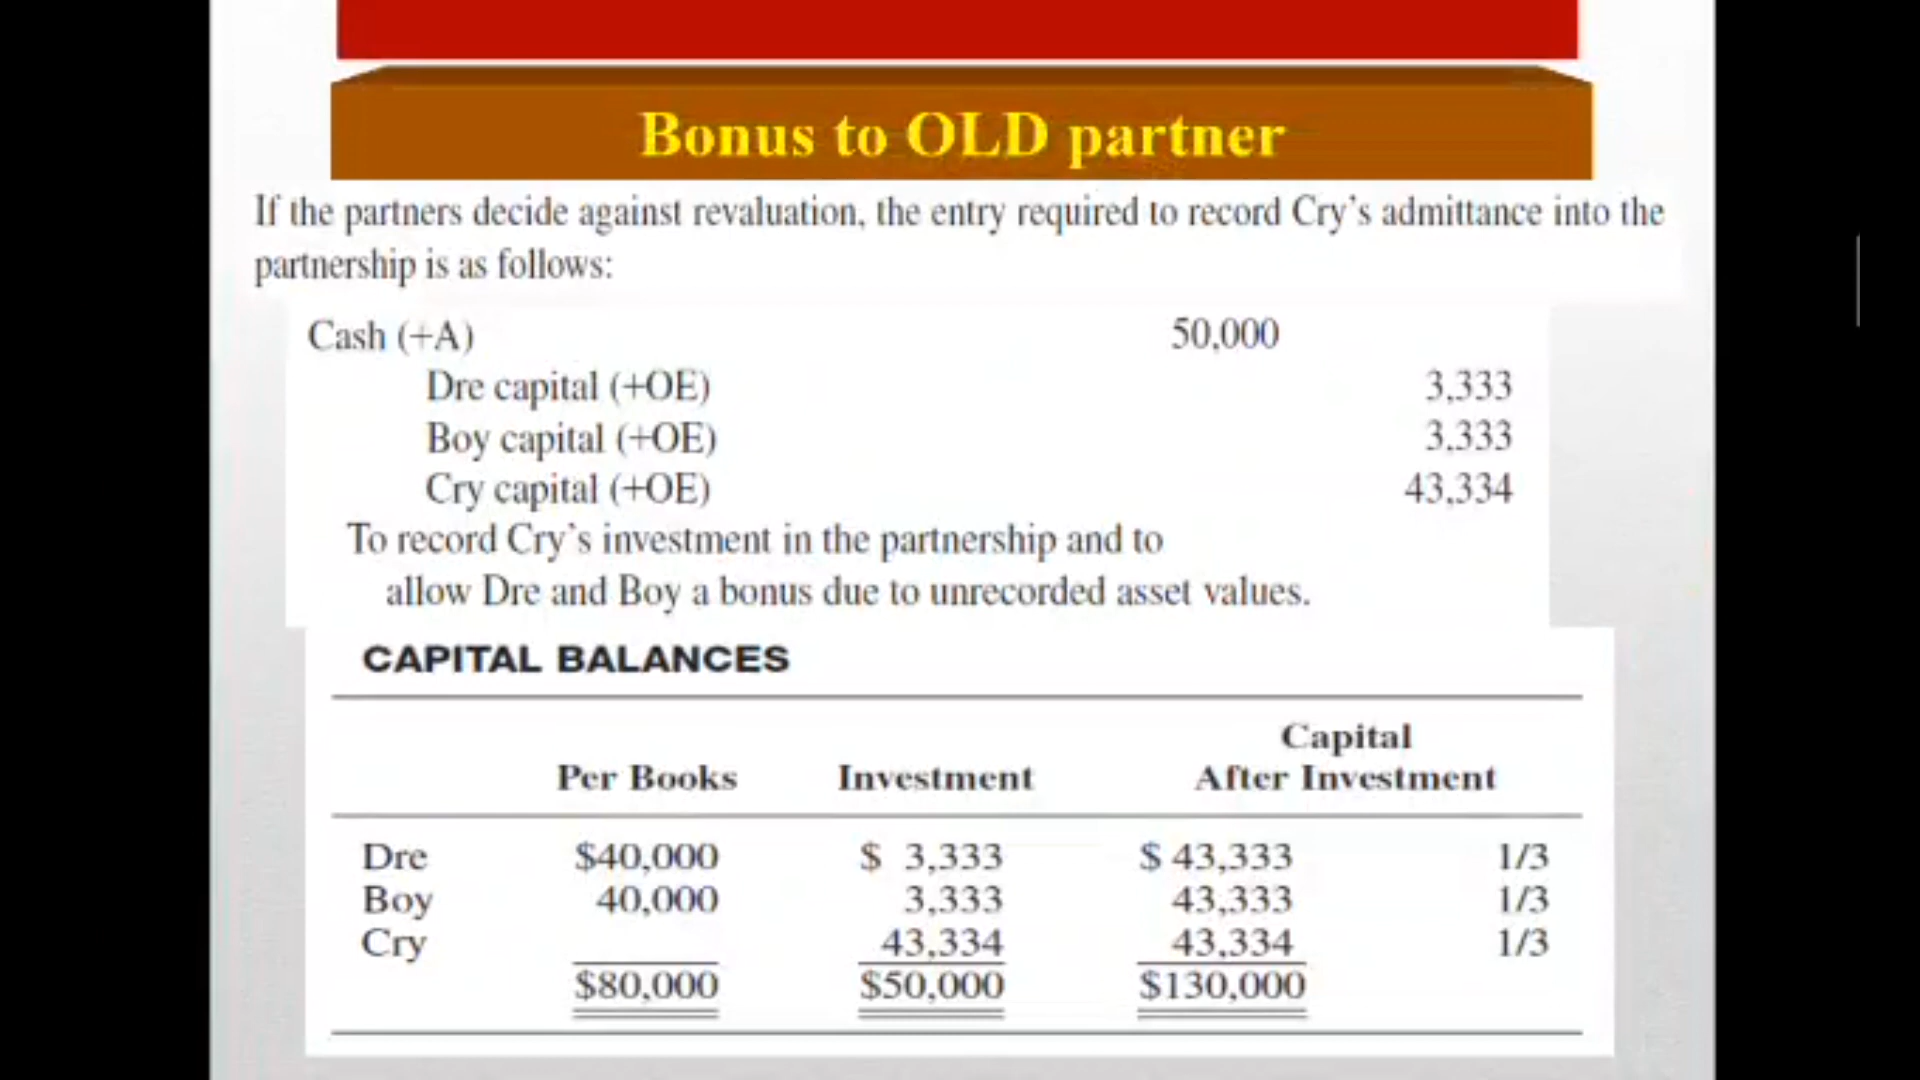 Bonus to OLD partner
If the partners decide against revaluation, the entry required to record Cry's admittance into the
partnership is as follows:
Cash (+A) 50,000
Dre capital (+OE) 3,333
Boy capital (+OE) 3,333
Cry capital (+OE) 43,334
To record Cry's investment in the partnership and to
allow Dre and Boy a bonus due to unrecorded asset values.
CAPITAL BALANCES
Capital
Per Books Investment After Investment
Dre $40,000 $ 3,333 $ 43,333 1/3
Boy 40,000 3,333 43,333 1/3
Cry 43,334 43,334 1/3
$80,000 $50,000 $130,000